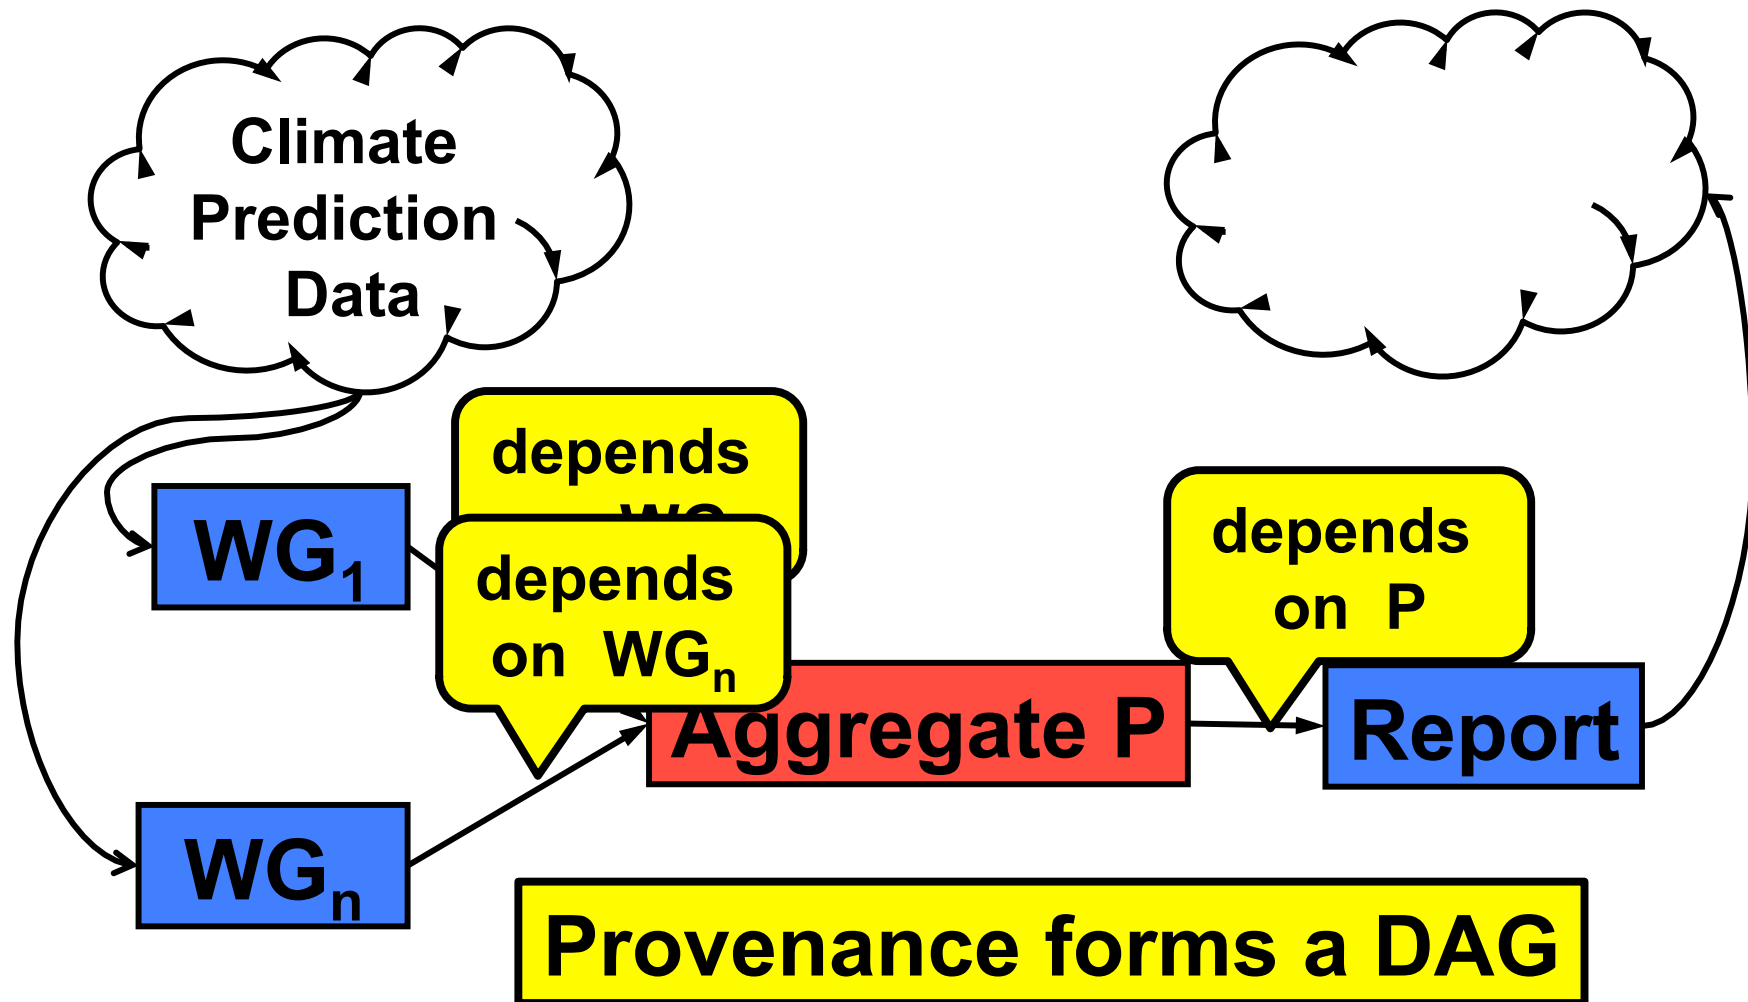 Climate
Prediction
Data
depends
depends
on WGₙ
depends
on P
WG₁
Aggregate P
Report
WGₙ
Provenance forms a DAG